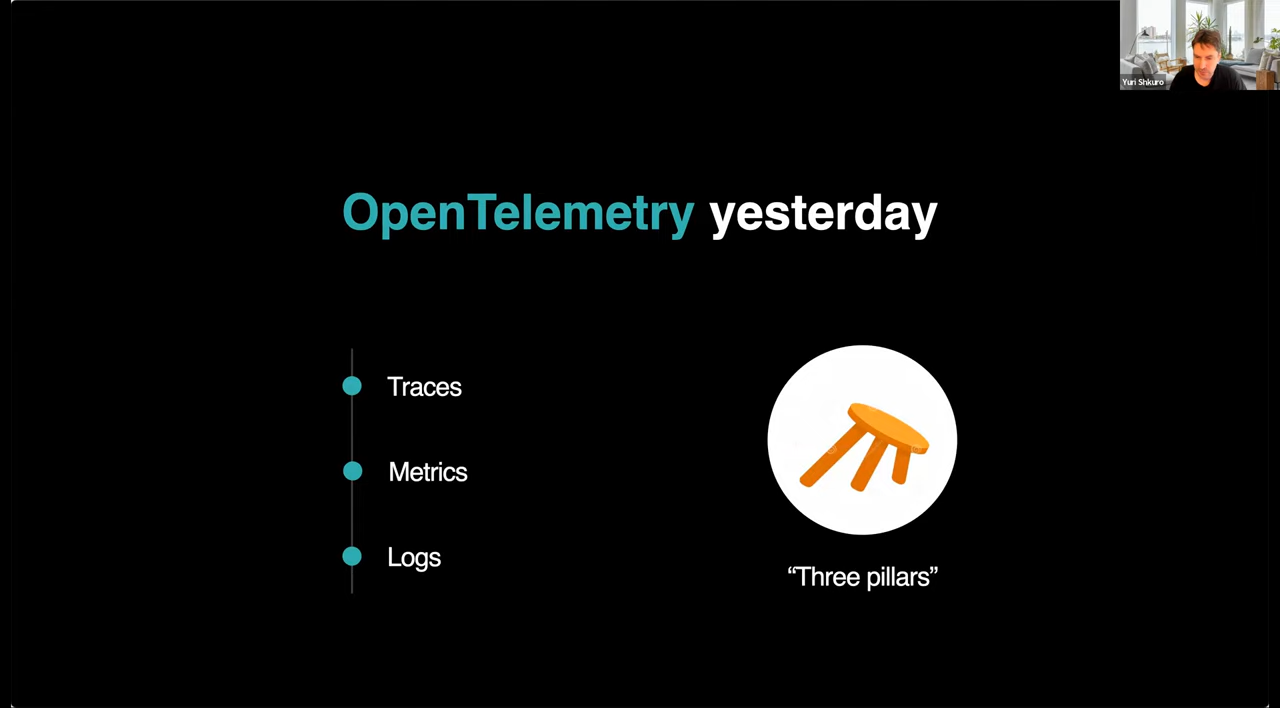 OpenTelemetry yesterday
Traces
Metrics
Logs
“Three pillars”
Yuri Shkuro